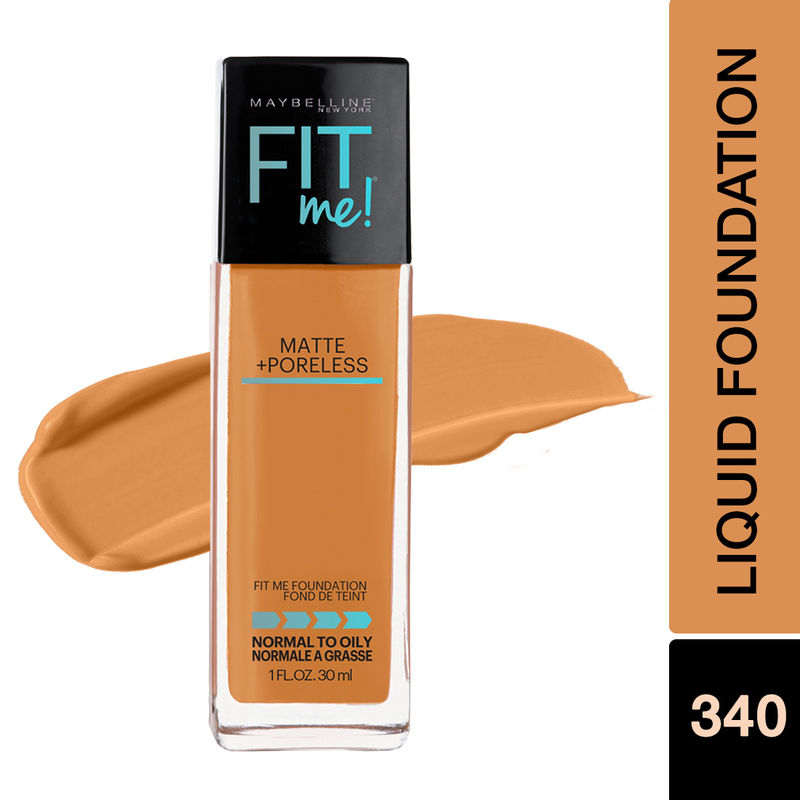 MAYBELLINE
NEW YORK
FIT
me!
MATTE
+PORELESS
FIT ME FOUNDATION
FOND DE TEINT
NORMAL TO OILY
NORMALE A GRASSE
1 FL.OZ. 30 ml
LIQUID FOUNDATION
340